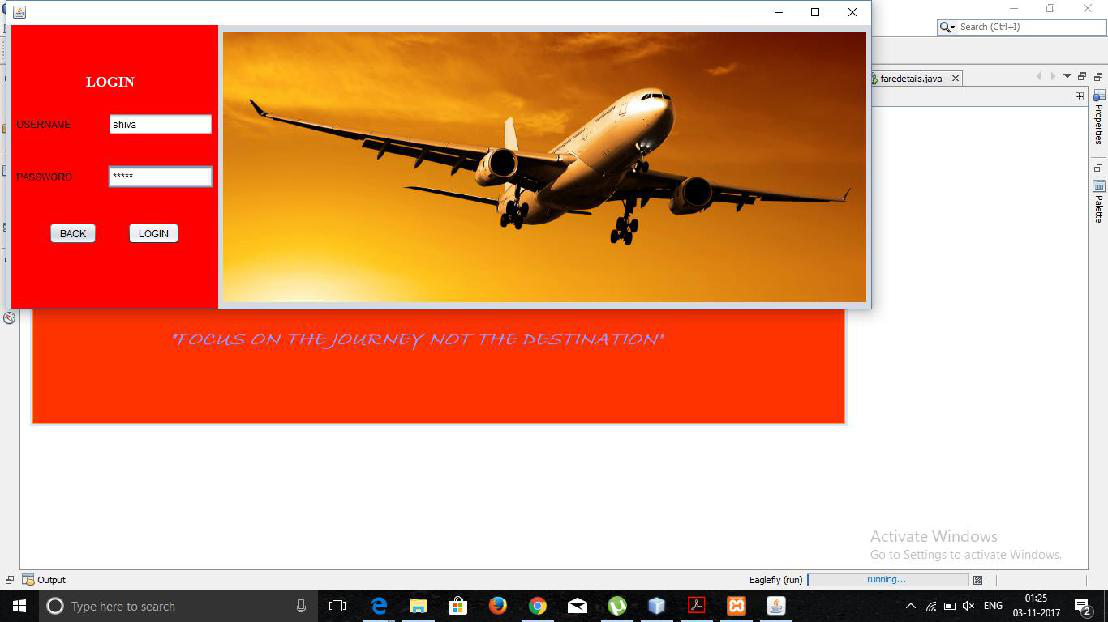 Search (Ctrl+I)
faredetais.java
LOGIN
USERNAME
shiva
PASSWORD
*****
BACK
LOGIN
Properties
Palette
"FOCUS ON THE JOURNEY NOT THE DESTINATION"
Activate Windows
Go to Settings to activate Windows.
Output
Eaglefly (run)
running...
Type here to search
ENG
01:25
03-11-2017
2